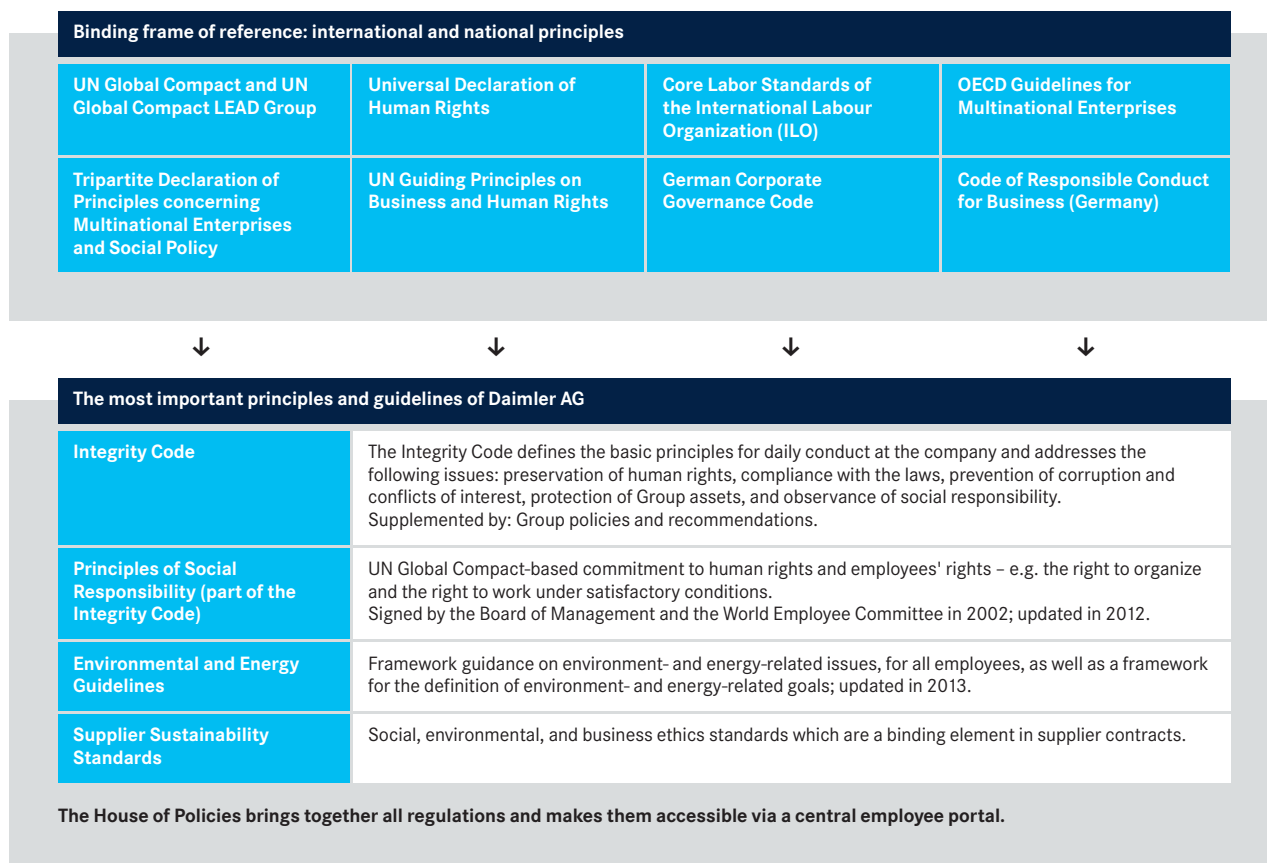 Binding frame of reference: international and national principles
UN Global Compact and UN
Global Compact LEAD Group
Universal Declaration of
Human Rights
Core Labor Standards of
the International Labour
Organization (ILO)
OECD Guidelines for
Multinational Enterprises
Tripartite Declaration of
Principles concerning
Multinational Enterprises
and Social Policy
UN Guiding Principles on
Business and Human Rights
German Corporate
Governance Code
Code of Responsible Conduct
for Business (Germany)
The most important principles and guidelines of Daimler AG
Integrity Code
The Integrity Code defines the basic principles for daily conduct at the company and addresses the
following issues: preservation of human rights, compliance with the laws, prevention of corruption and
conflicts of interest, protection of Group assets, and observance of social responsibility.
Supplemented by: Group policies and recommendations.
Principles of Social
Responsibility (part of the
Integrity Code)
UN Global Compact-based commitment to human rights and employees' rights – e.g. the right to organize
and the right to work under satisfactory conditions.
Signed by the Board of Management and the World Employee Committee in 2002; updated in 2012.
Environmental and Energy
Guidelines
Framework guidance on environment- and energy-related issues, for all employees, as well as a framework
for the definition of environment- and energy-related goals; updated in 2013.
Supplier Sustainability
Standards
Social, environmental, and business ethics standards which are a binding element in supplier contracts.
The House of Policies brings together all regulations and makes them accessible via a central employee portal.